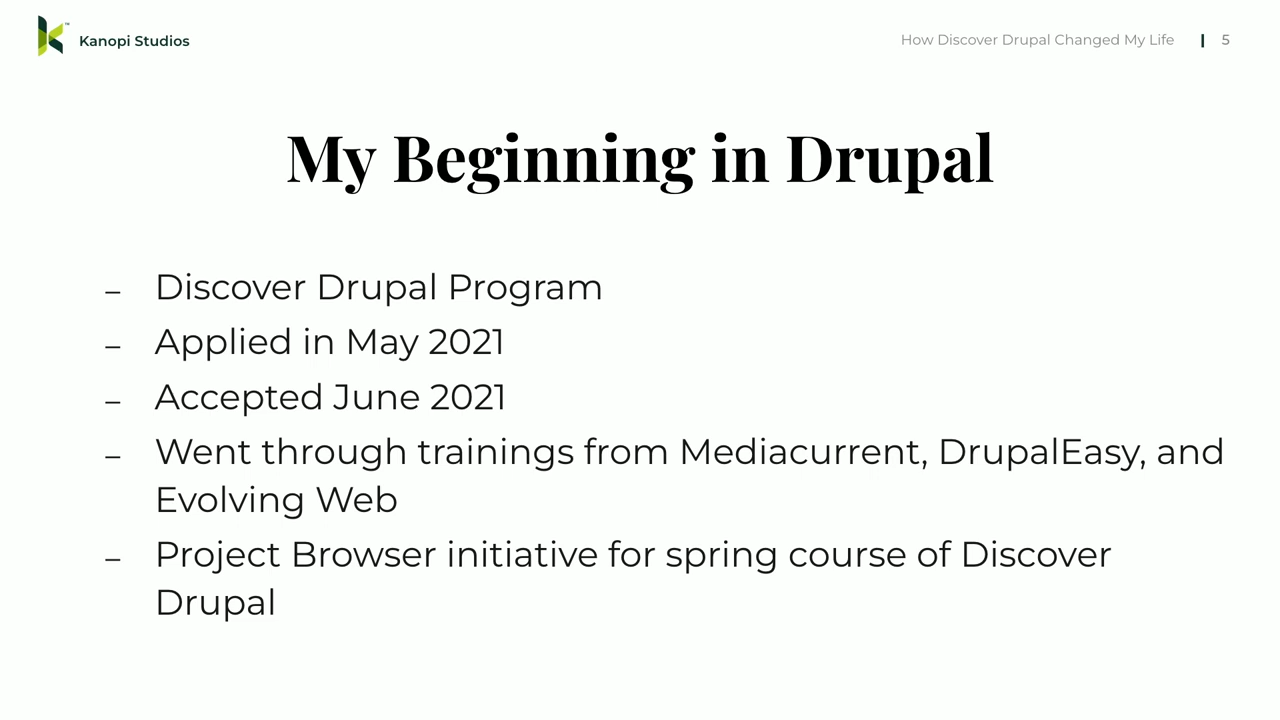 Kanopi Studios
How Discover Drupal Changed My Life | 5
My Beginning in Drupal
– Discover Drupal Program
– Applied in May 2021
– Accepted June 2021
– Went through trainings from Mediacurrent, DrupalEasy, and
Evolving Web
– Project Browser initiative for spring course of Discover
Drupal